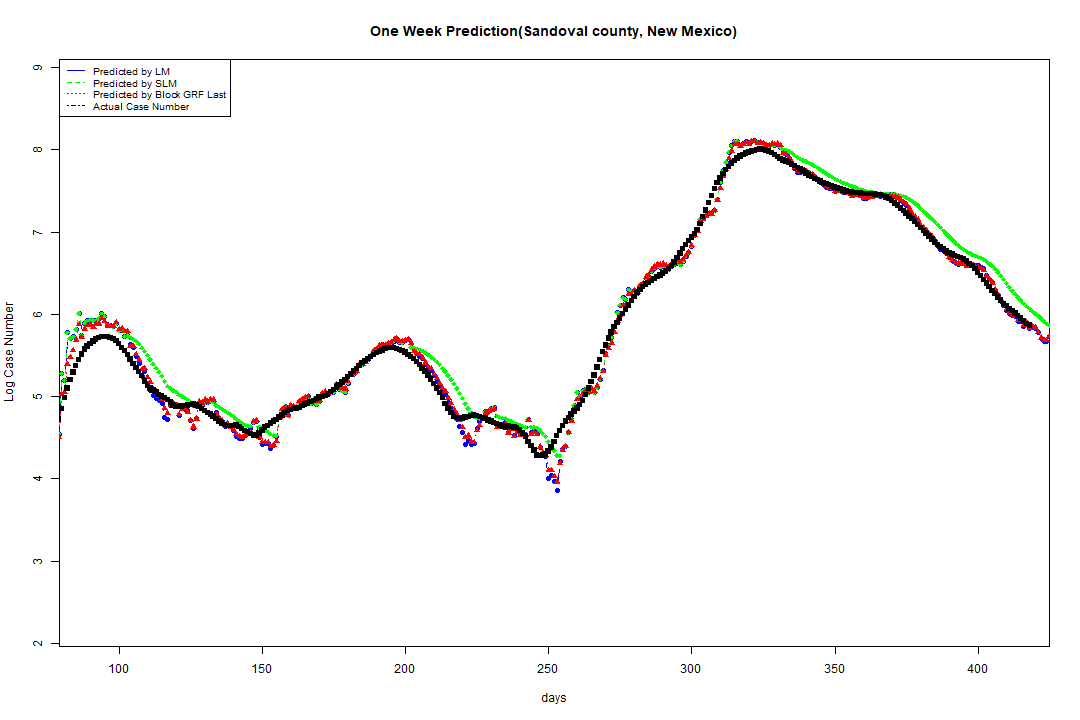 One Week Prediction(Sandoval county, New Mexico)
Predicted by LM
Predicted by SLM
Predicted by Block GRF Last
Actual Case Number
Log Case Number
9
8
7
6
5
4
3
2
100 150 200 250 300 350 400
days